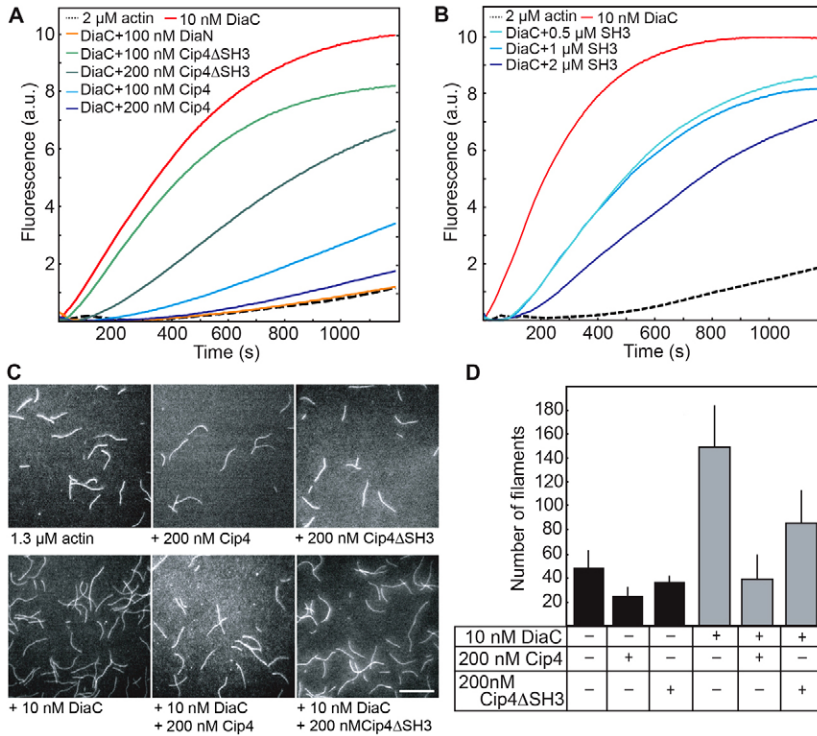 A
2 µM actin
10 nM DiaC
DiaC+100 nM DiaN
DiaC+100 nM Cip4ΔSH3
DiaC+200 nM Cip4ΔSH3
DiaC+100 nM Cip4
DiaC+200 nM Cip4
Fluorescence (a.u.)
10
8
6
4
2
200 400 600 800 1000
Time (s)
B
2 µM actin
10 nM DiaC
DiaC+0.5 µM SH3
DiaC+1 µM SH3
DiaC+2 µM SH3
Fluorescence (a.u.)
10
8
6
4
2
200 400 600 800 1000
Time (s)
C
1.3 µM actin
+ 200 nM Cip4
+ 200 nM Cip4ΔSH3
+ 10 nM DiaC
+ 10 nM DiaC
+ 200 nM Cip4
+ 10 nM DiaC
+ 200 nMCip4ΔSH3
D
Number of filaments
180
160
140
120
100
80
60
40
20
10 nM DiaC − − − + + +
200 nM Cip4 − + − − + −
200nM
Cip4ΔSH3 − − + − − +